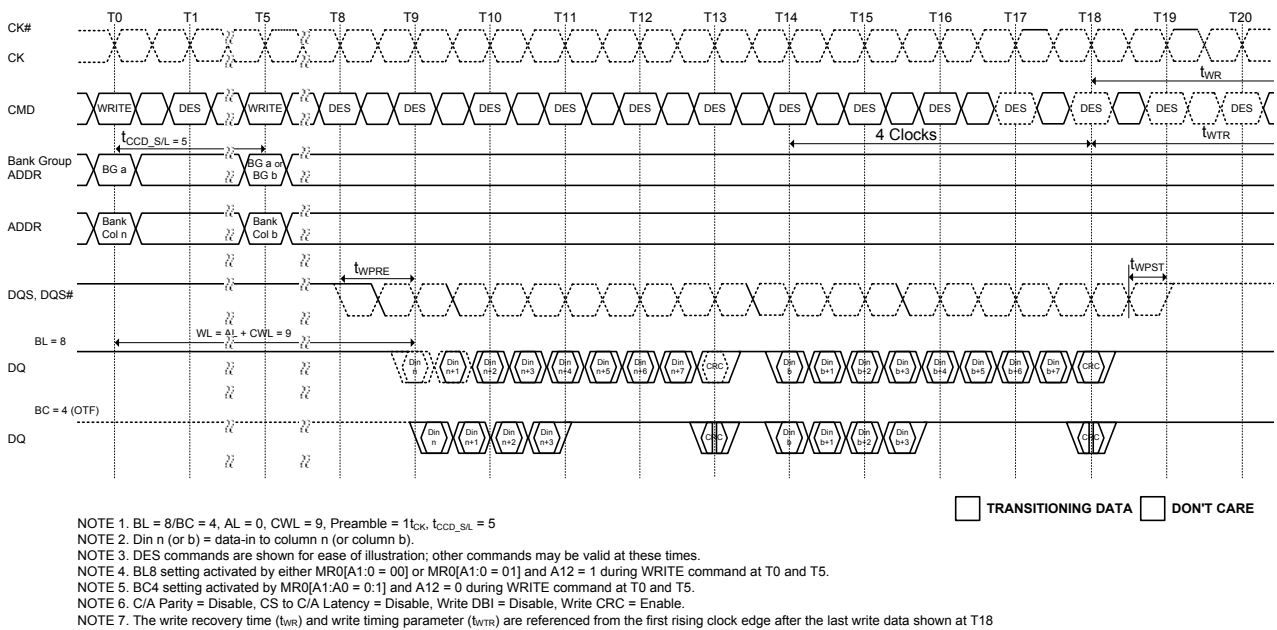 T0 T1 T5 T8 T9 T10 T11 T12 T13 T14 T15 T16 T17 T18 T19 T20
CK#
CK
tWR
CMD
WRITE DES WRITE DES DES DES DES DES DES DES DES DES DES DES DES DES
tCCD_S/L = 5
4 Clocks
tWTR
Bank Group
ADDR
BG a
BG a or
BG b
ADDR
Bank
Col n
Bank
Col b
tWPRE
tWPST
DQS, DQS#
WL = AL + CWL = 9
BL = 8
DQ
Din
n
Din
n+1
Din
n+2
Din
n+3
Din
n+4
Din
n+5
Din
n+6
Din
n+7
CRC
Din
b
Din
b+1
Din
b+2
Din
b+3
Din
b+4
Din
b+5
Din
b+6
Din
b+7
CRC
BC = 4 (OTF)
DQ
Din
n
Din
n+1
Din
n+2
Din
n+3
CRC
Din
b
Din
b+1
Din
b+2
Din
b+3
CRC
TRANSITIONING DATA DON'T CARE
NOTE 1. BL = 8/BC = 4, AL = 0, CWL = 9, Preamble = 1tCK, tCCD_S/L = 5
NOTE 2. Din n (or b) = data-in to column n (or column b).
NOTE 3. DES commands are shown for ease of illustration; other commands may be valid at these times.
NOTE 4. BL8 setting activated by either MR0[A1:0 = 00] or MR0[A1:0 = 01] and A12 = 1 during WRITE command at T0 and T5.
NOTE 5. BC4 setting activated by MR0[A1:A0 = 0:1] and A12 = 0 during WRITE command at T0 and T5.
NOTE 6. C/A Parity = Disable, CS to C/A Latency = Disable, Write DBI = Disable, Write CRC = Enable.
NOTE 7. The write recovery time (tWR) and write timing parameter (tWTR) are referenced from the first rising clock edge after the last write data shown at T18